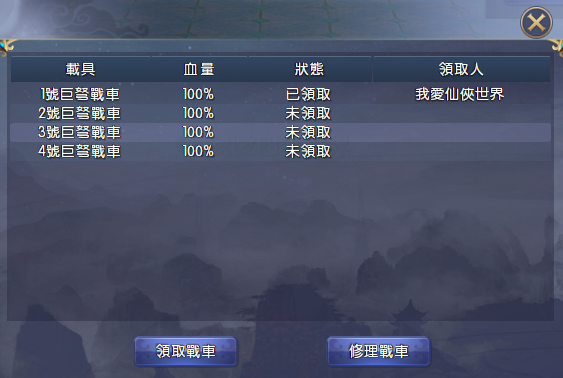 載具 血量 狀態 領取人
1號巨弩戰車 100% 已領取 我愛仙俠世界
2號巨弩戰車 100% 未領取
3號巨弩戰車 100% 未領取
4號巨弩戰車 100% 未領取
領取戰車 修理戰車